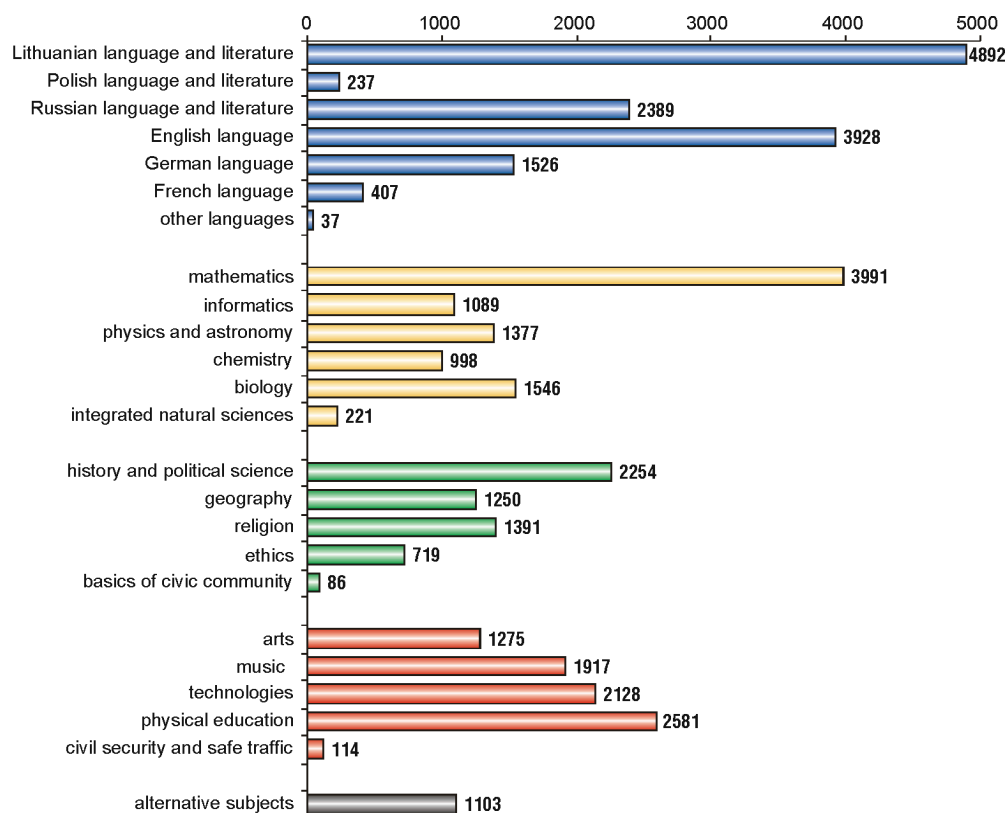 0 1000 2000 3000 4000 5000
Lithuanian language and literature 4892
Polish language and literature 237
Russian language and literature 2389
English language 3928
German language 1526
French language 407
other languages 37
mathematics 3991
informatics 1089
physics and astronomy 1377
chemistry 998
biology 1546
integrated natural sciences 221
history and political science 2254
geography 1250
religion 1391
ethics 719
basics of civic community 86
arts 1275
music 1917
technologies 2128
physical education 2581
civil security and safe traffic 114
alternative subjects 1103